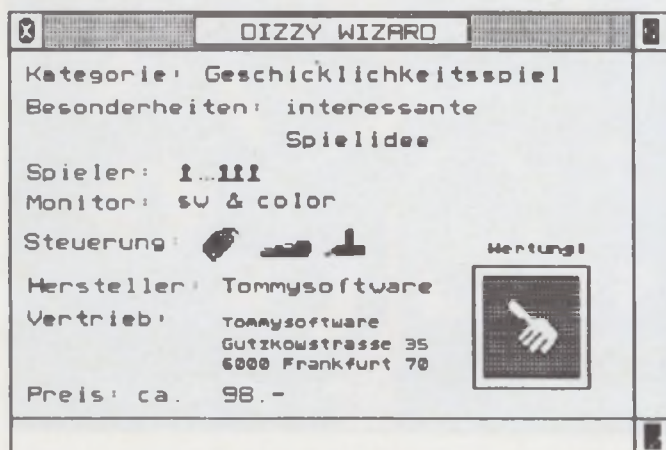 DIZZY WIZARD
Kategorie: Geschicklichkeitsspiel
Besonderheiten: interessante
Spielidee
Spieler: 1...111
Monitor: sw & color
Steuerung:
Wertung:
Hersteller: Tommysoftware
Vertrieb: Tommysoftware
Gutzkowstrasse 35
6000 Frankfurt 70
Preis: ca. 98.-